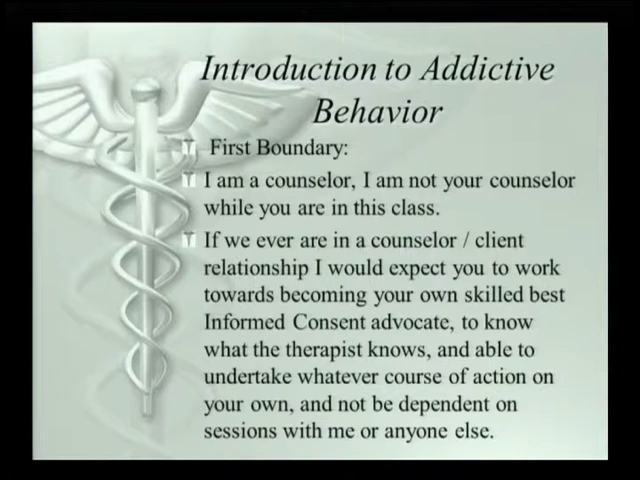 Introduction to Addictive
Behavior
First Boundary:
I am a counselor, I am not your counselor
while you are in this class.
If we ever are in a counselor / client
relationship I would expect you to work
towards becoming your own skilled best
Informed Consent advocate, to know
what the therapist knows, and able to
undertake whatever course of action on
your own, and not be dependent on
sessions with me or anyone else.